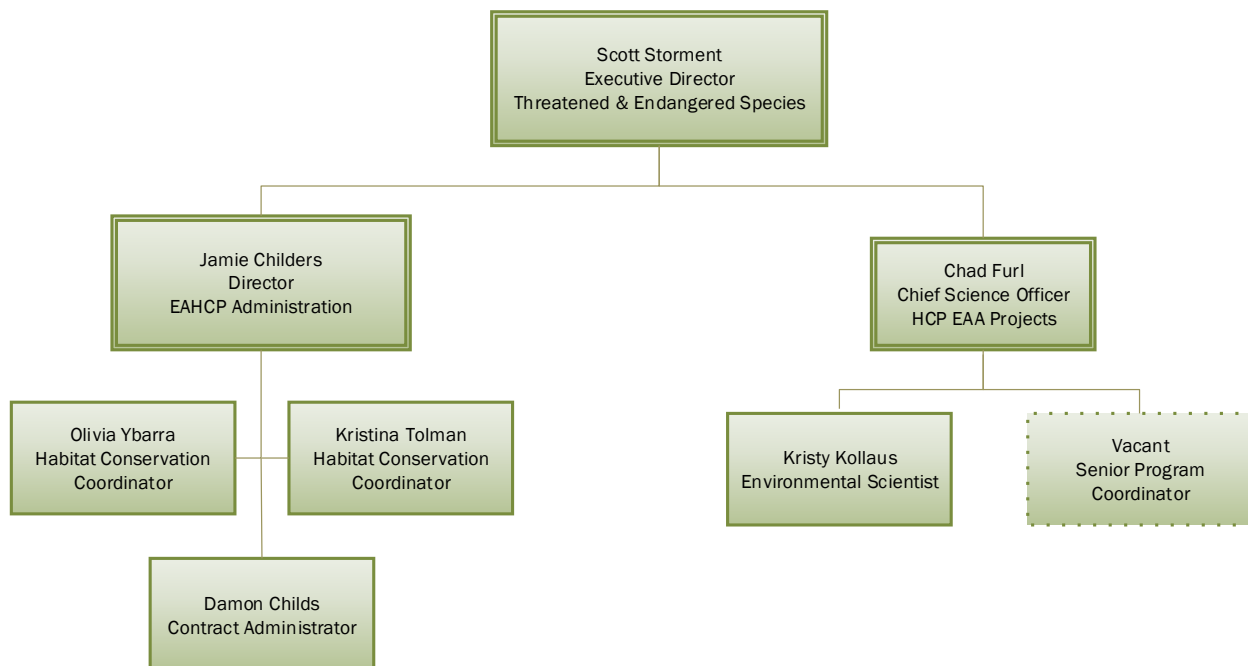 Scott Storment
Executive Director
Threatened & Endangered Species
Jamie Childers
Director
EAHCP Administration
Chad Furl
Chief Science Officer
HCP EAA Projects
Olivia Ybarra
Habitat Conservation
Coordinator
Kristina Tolman
Habitat Conservation
Coordinator
Kristy Kollaus
Environmental Scientist
Vacant
Senior Program
Coordinator
Damon Childs
Contract Administrator